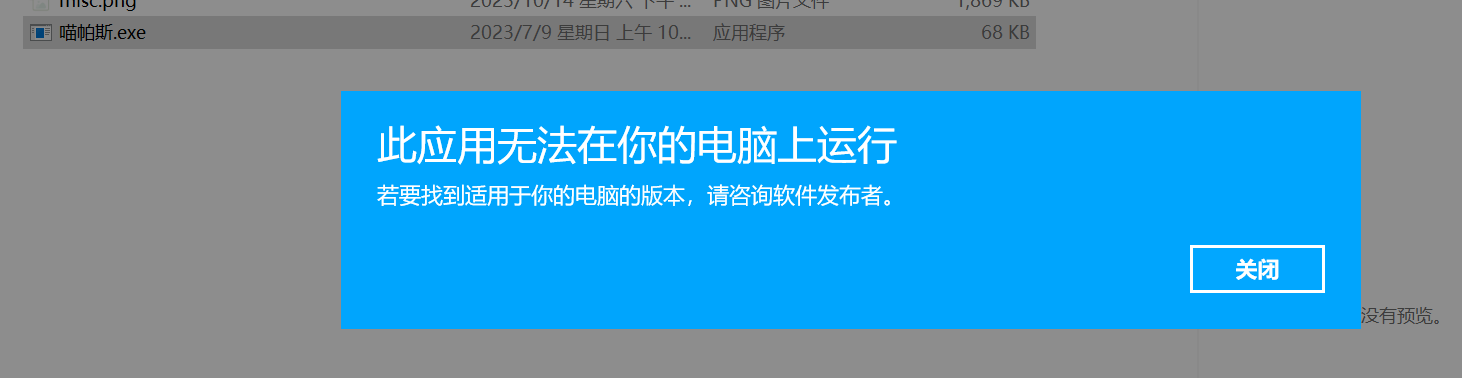 misc.png 2023/10/14 星期六 下午 ... PNG 图片文件 1,869 KB
喵帕斯.exe 2023/7/9 星期日 上午 10... 应用程序 68 KB
此应用无法在你的电脑上运行
若要找到适用于你的电脑的版本，请咨询软件发布者。
关闭
没有预览。